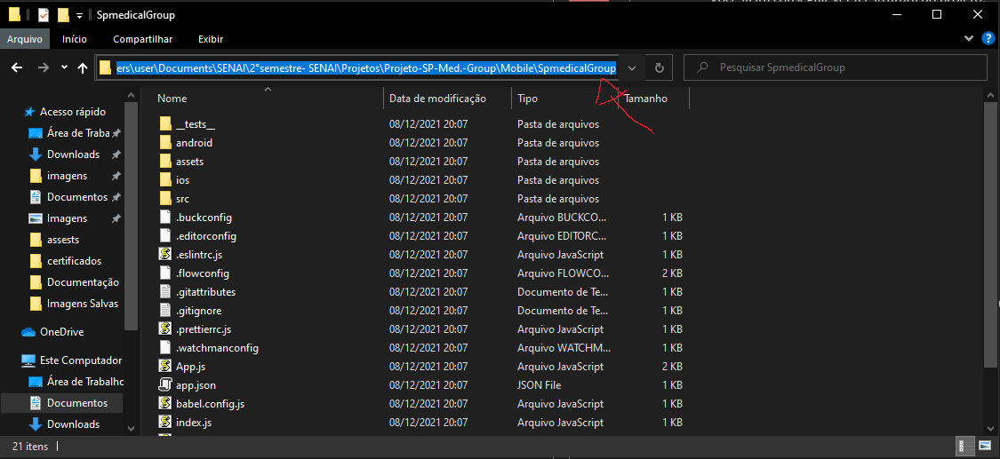 SpmedicalGroup
Arquivo Início Compartilhar Exibir
ers\user\Documents\SENAI\2°semestre- SENAI\Projetos\Projeto-SP-Med.-Group\Mobile\SpmedicalGroup Pesquisar SpmedicalGroup
Nome Data de modificação Tipo Tamanho
Acesso rápido
Área de Traba
Downloads
imagens
Documentos
Imagens
assests
certificados
Documentação
Imagens Salvas
OneDrive
Este Computador
Área de Trabalho
Documentos
Downloads
__tests__ 08/12/2021 20:07 Pasta de arquivos
android 08/12/2021 20:07 Pasta de arquivos
assets 08/12/2021 20:07 Pasta de arquivos
ios 08/12/2021 20:07 Pasta de arquivos
src 08/12/2021 20:07 Pasta de arquivos
.buckconfig 08/12/2021 20:07 Arquivo BUCKCO... 1 KB
.editorconfig 08/12/2021 20:07 Arquivo EDITORC... 1 KB
.eslintrc.js 08/12/2021 20:07 Arquivo JavaScript 1 KB
.flowconfig 08/12/2021 20:07 Arquivo FLOWCO... 2 KB
.gitattributes 08/12/2021 20:07 Documento de Te... 1 KB
.gitignore 08/12/2021 20:07 Documento de Te... 1 KB
.prettierrc.js 08/12/2021 20:07 Arquivo JavaScript 1 KB
.watchmanconfig 08/12/2021 20:07 Arquivo WATCHM... 1 KB
App.js 08/12/2021 20:07 Arquivo JavaScript 2 KB
app.json 08/12/2021 20:07 JSON File 1 KB
babel.config.js 08/12/2021 20:07 Arquivo JavaScript 1 KB
index.js 08/12/2021 20:07 Arquivo JavaScript 1 KB
21 itens